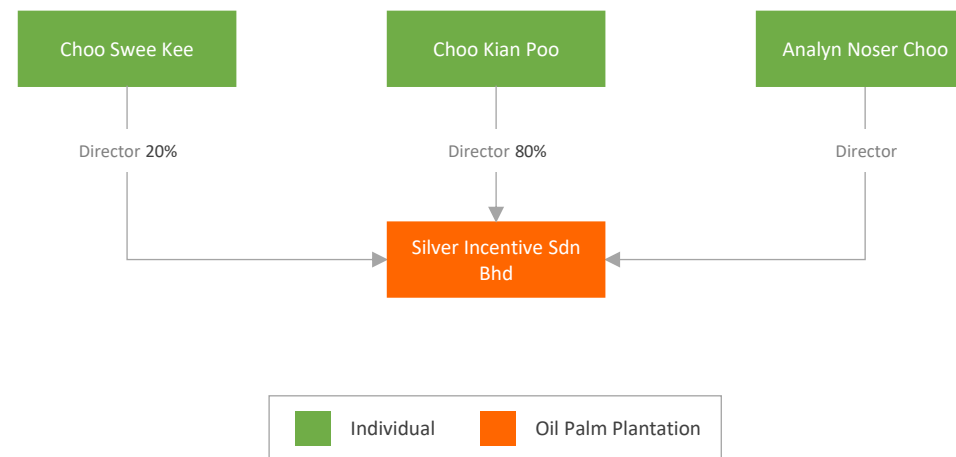 Choo Swee Kee
Choo Kian Poo
Analyn Noser Choo
Director 20%
Director 80%
Director
Silver Incentive Sdn
Bhd
Individual
Oil Palm Plantation